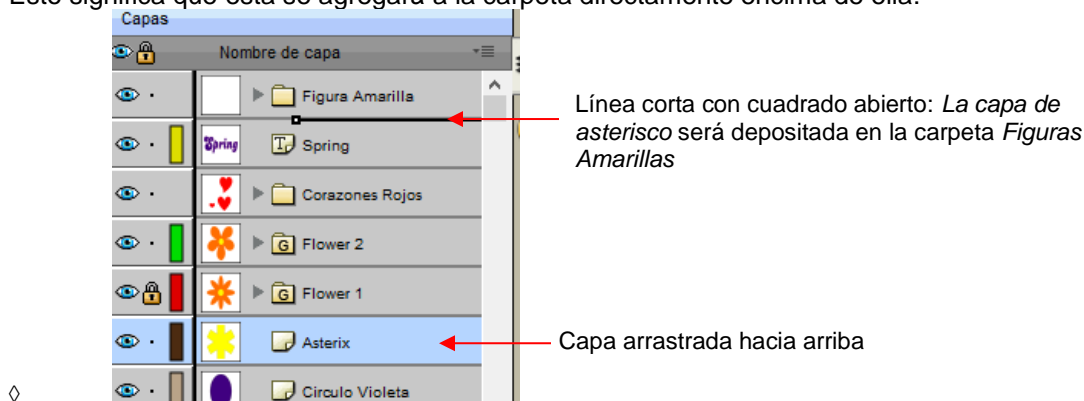 Este significa que esta se agregará a la carpeta directamente encima de ella.
Capas
Nombre de capa
Figura Amarilla
Línea corta con cuadrado abierto: La capa de
asterisco será depositada en la carpeta Figuras
Amarillas
Spring
Spring
Corazones Rojos
G Flower 2
G Flower 1
Asterix
Capa arrastrada hacia arriba
Circulo Violeta